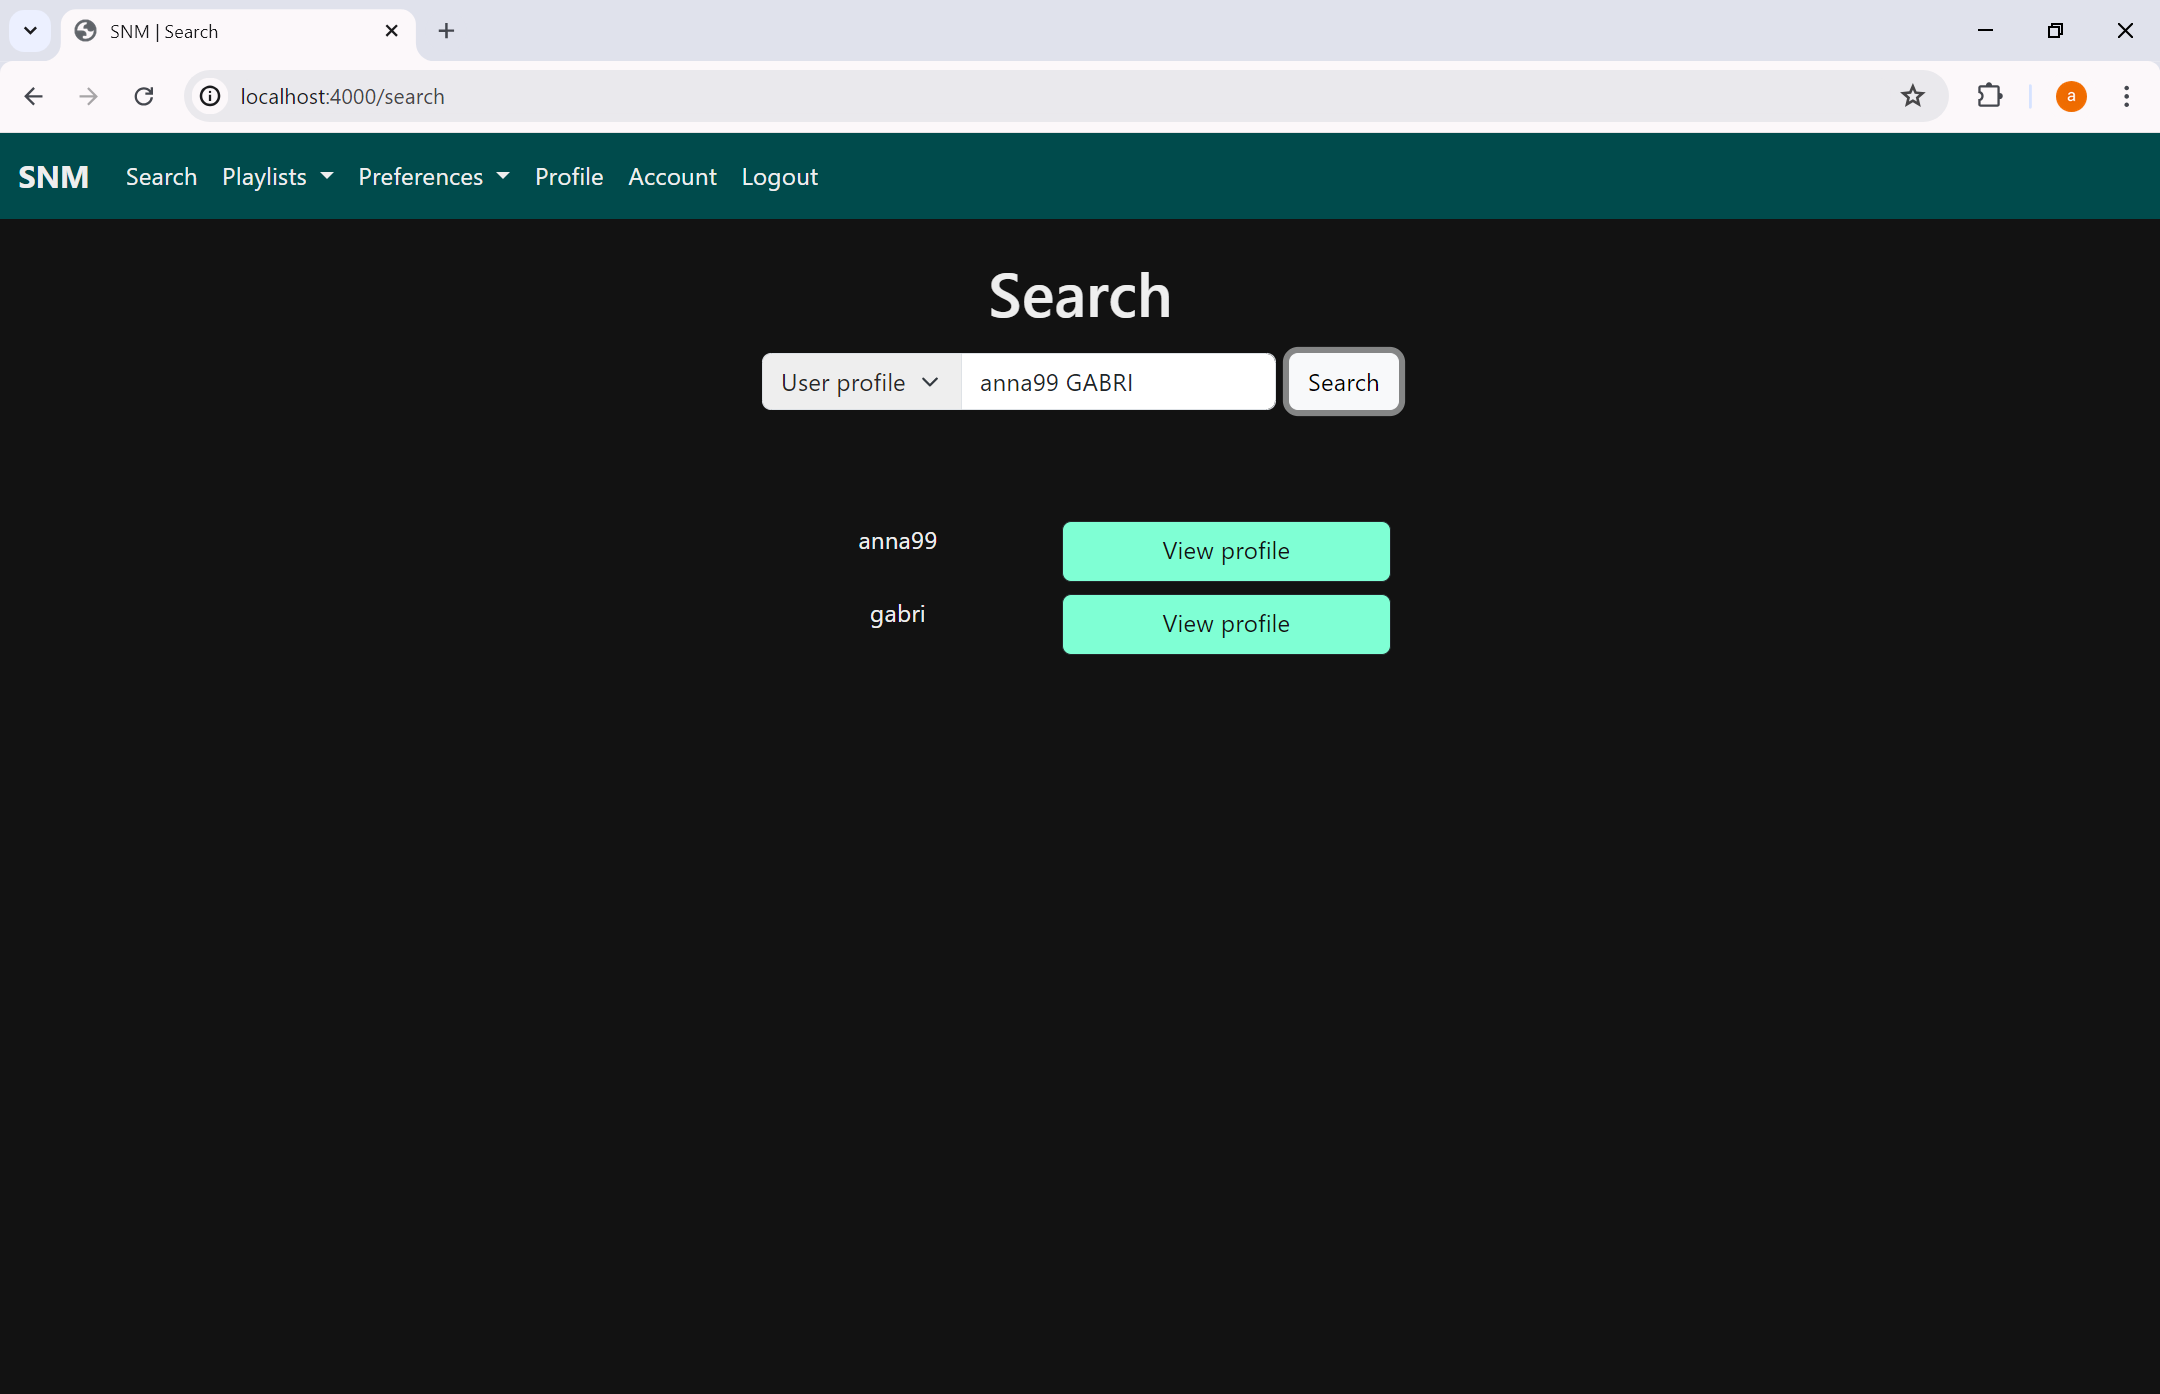 SNM | Search
localhost:4000/search
a
SNM Search Playlists Preferences Profile Account Logout
Search
User profile anna99 GABRI Search
anna99 View profile
gabri View profile